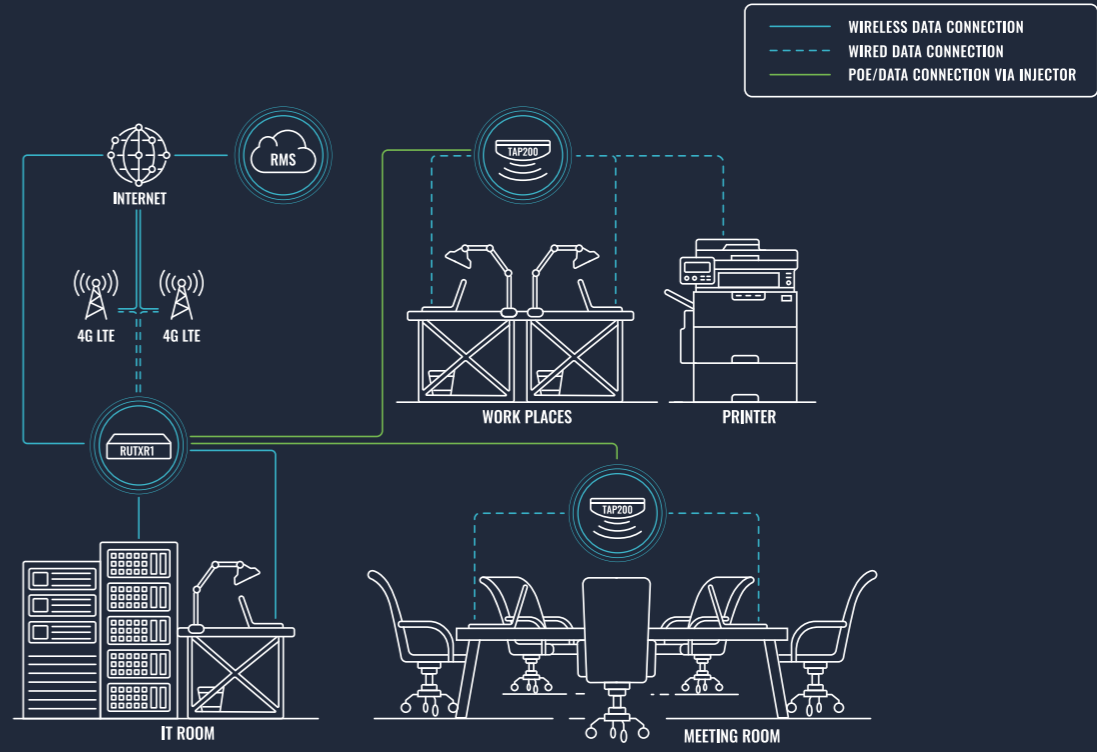 WIRELESS DATA CONNECTION
WIRED DATA CONNECTION
POE/DATA CONNECTION VIA INJECTOR
RMS
TAP200
INTERNET
4G LTE
4G LTE
WORK PLACES
PRINTER
RUTXR1
TAP200
IT ROOM
MEETING ROOM